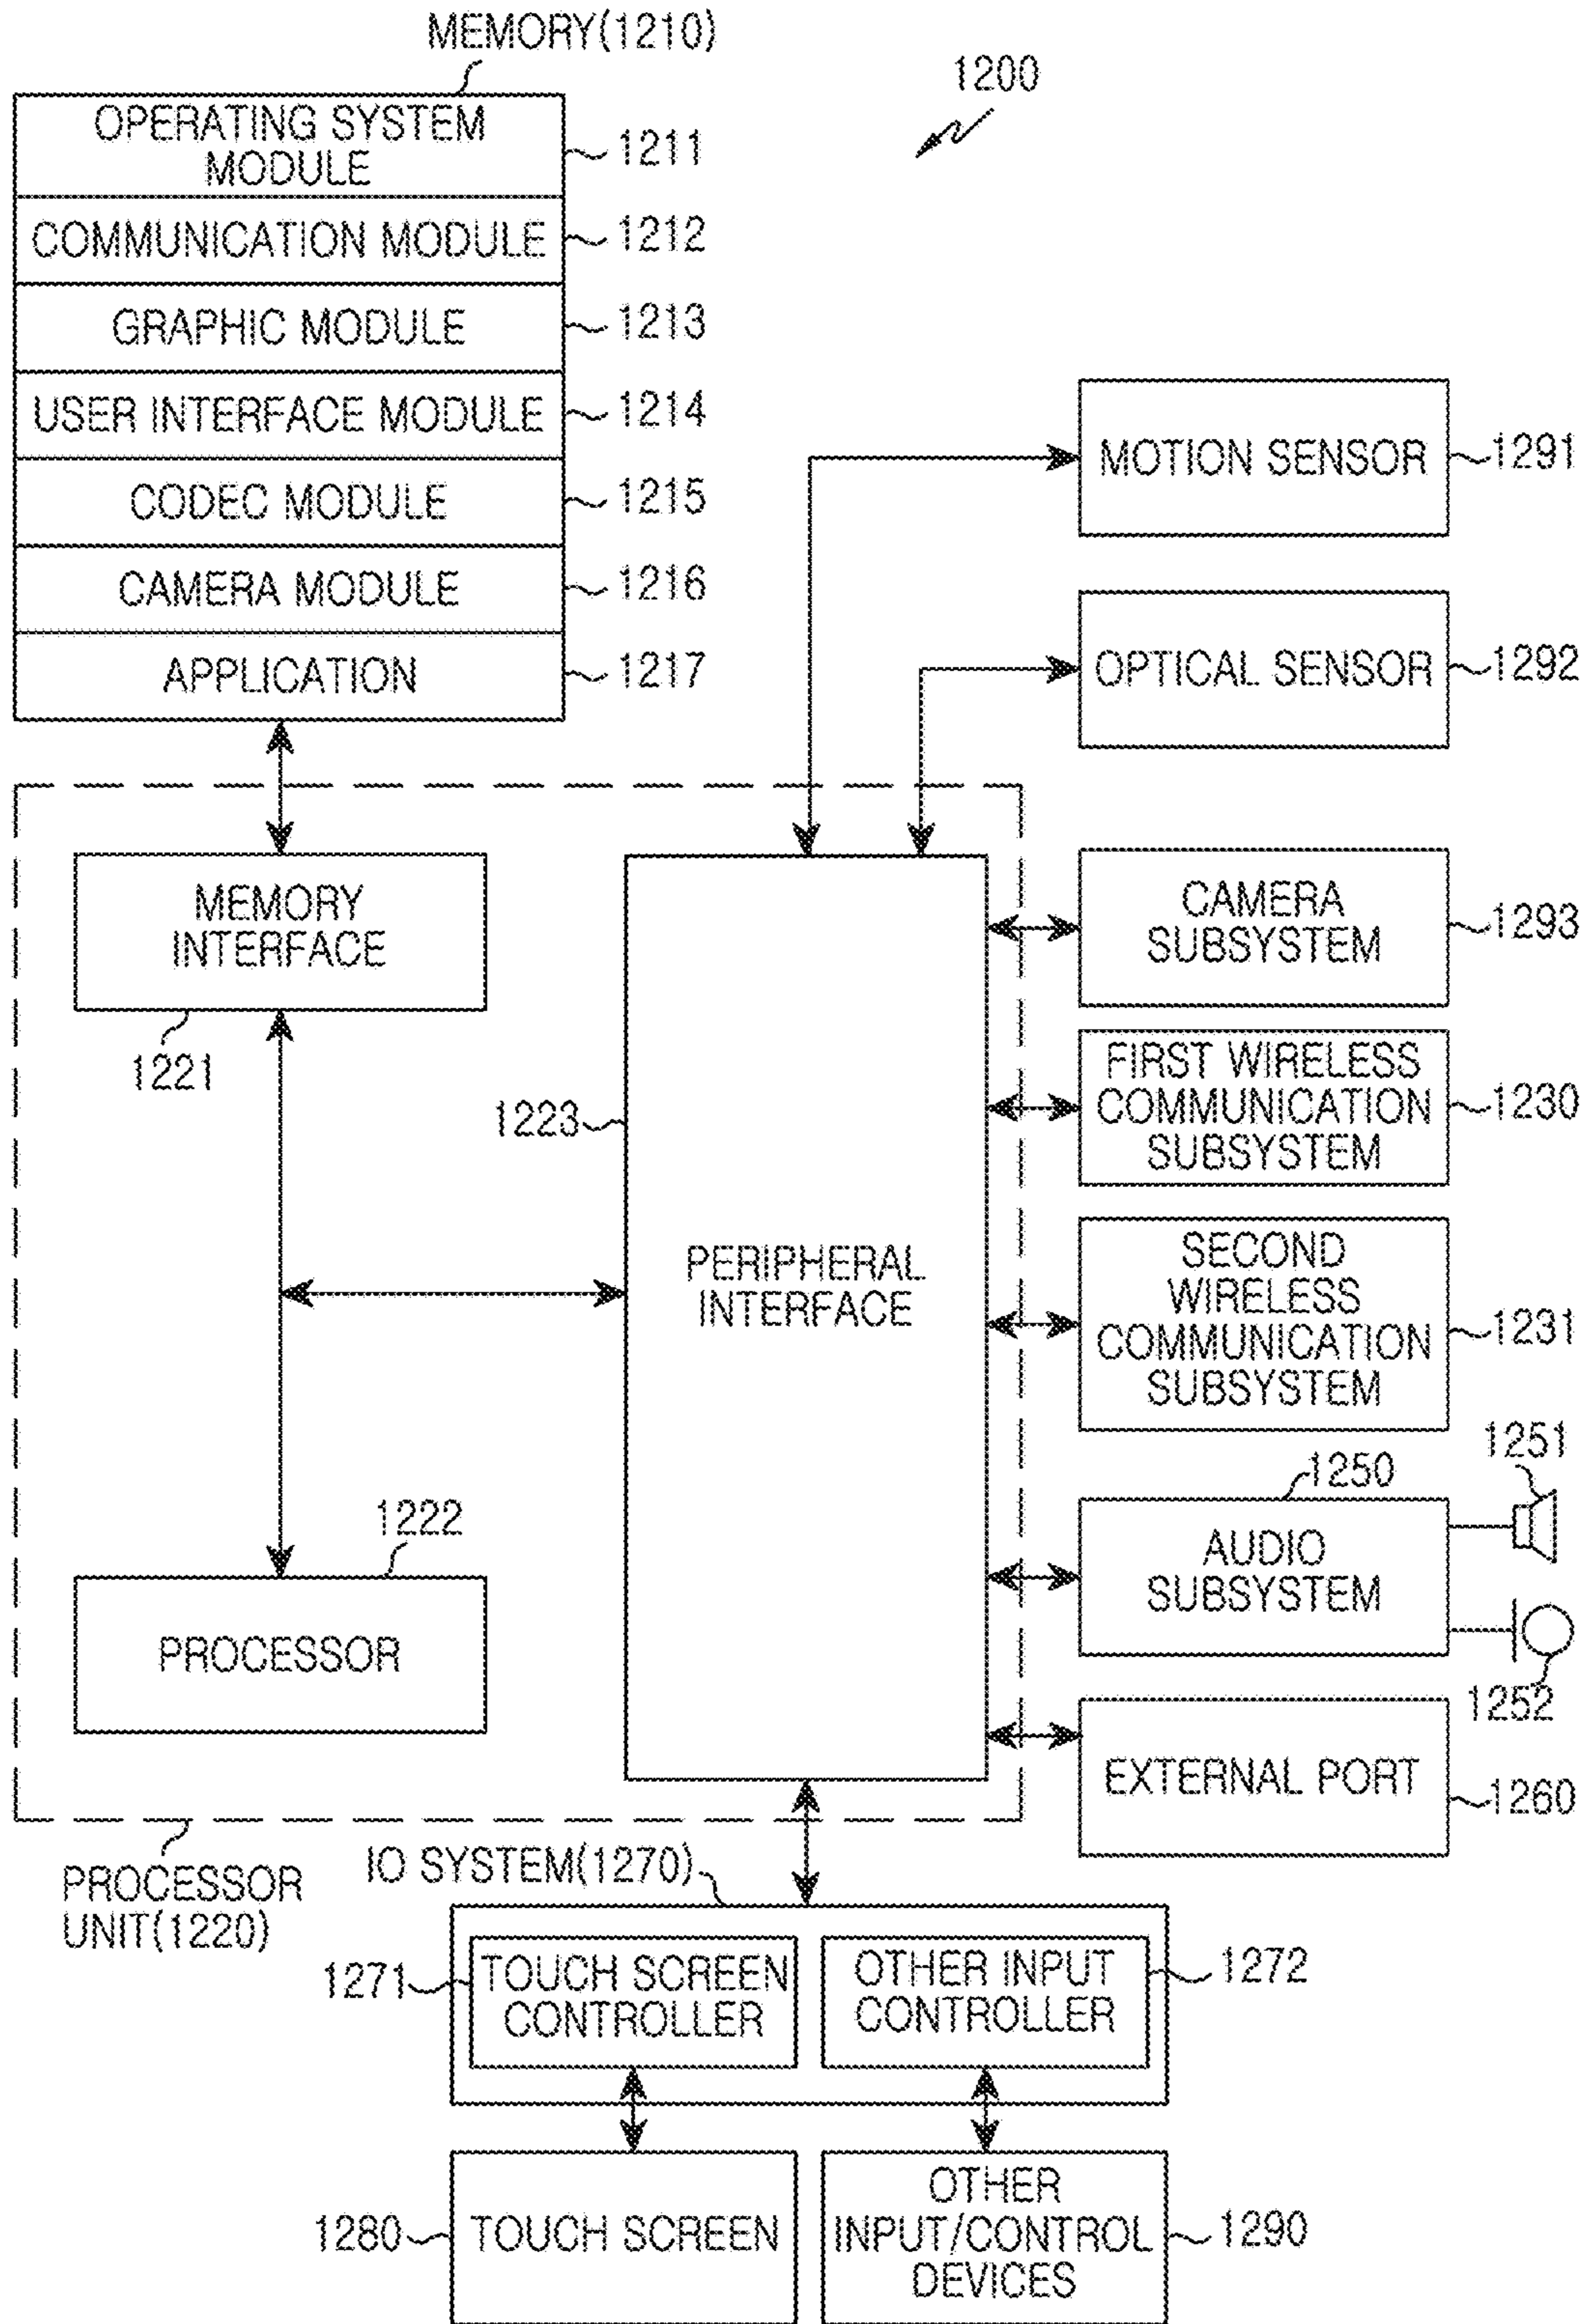 MEMORY(1210)
1200
OPERATING SYSTEM
MODULE
1211
COMMUNICATION MODULE
1212
GRAPHIC MODULE
1213
USER INTERFACE MODULE
1214
CODEC MODULE
1215
CAMERA MODULE
1216
APPLICATION
1217
MOTION SENSOR
1291
OPTICAL SENSOR
1292
MEMORY
INTERFACE
1221
1223
PERIPHERAL
INTERFACE
1222
PROCESSOR
PROCESSOR
UNIT(1220)
CAMERA
SUBSYSTEM
1293
FIRST WIRELESS
COMMUNICATION
SUBSYSTEM
1230
SECOND
WIRELESS
COMMUNICATION
SUBSYSTEM
1231
1250
AUDIO
SUBSYSTEM
1251
1252
EXTERNAL PORT
1260
IO SYSTEM(1270)
1271
TOUCH SCREEN
CONTROLLER
OTHER INPUT
CONTROLLER
1272
1280
TOUCH SCREEN
OTHER
INPUT/CONTROL
DEVICES
1290